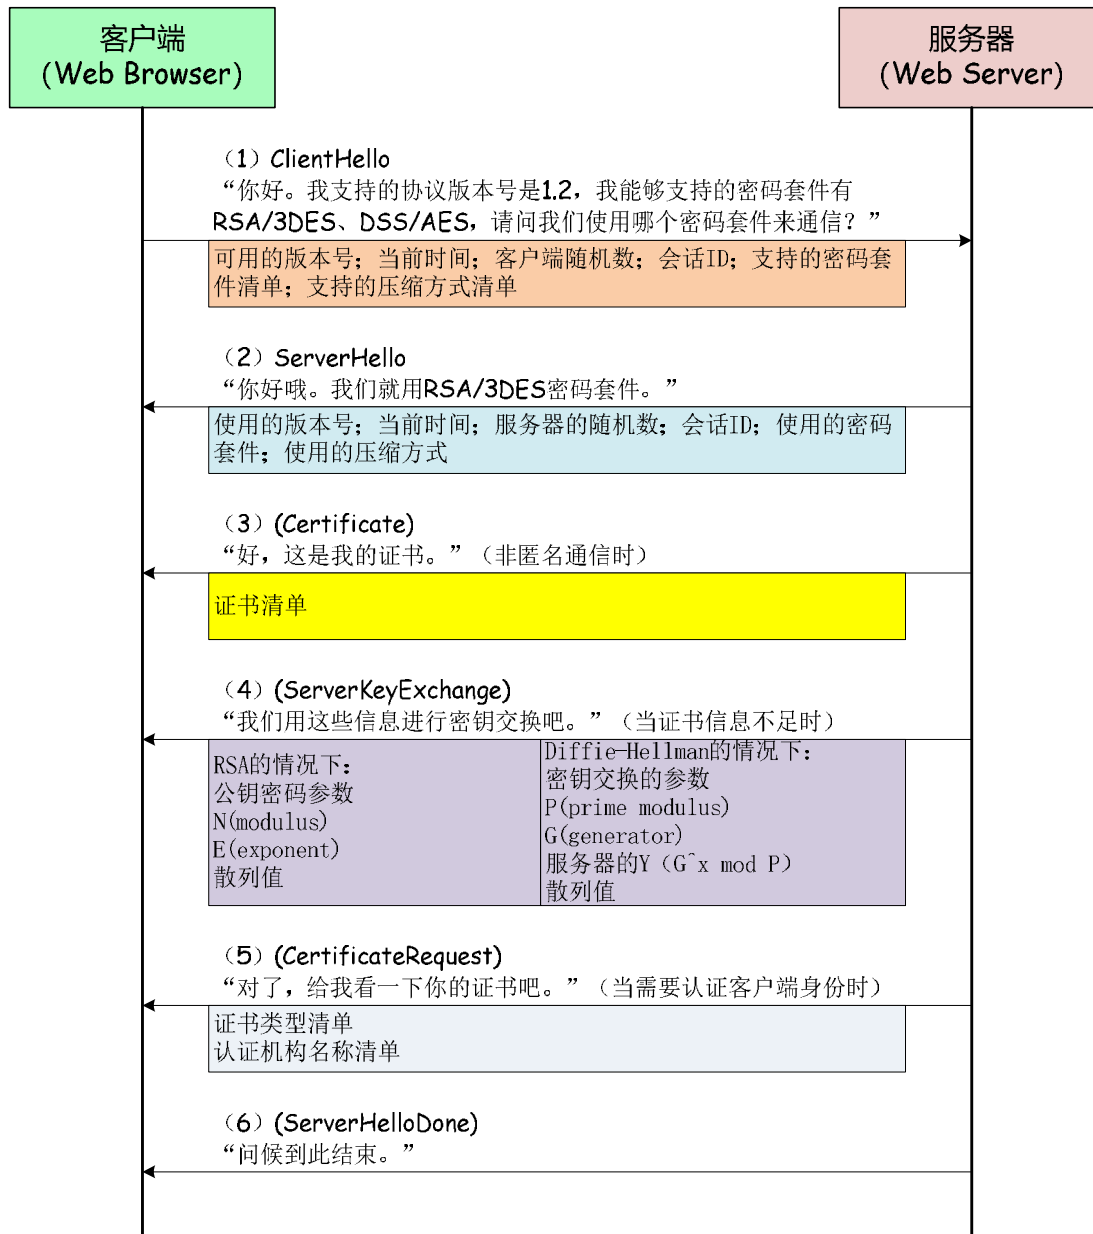 客户端
(Web Browser)
服务器
(Web Server)
（1）ClientHello
“你好。我支持的协议版本号是1.2，我能够支持的密码套件有
RSA/3DES、DSS/AES，请问我们使用哪个密码套件来通信？”
可用的版本号；当前时间；客户端随机数；会话ID；支持的密码套
件清单；支持的压缩方式清单
（2）ServerHello
“你好哦。我们就用RSA/3DES密码套件。”
使用的版本号；当前时间；服务器的随机数；会话ID；使用的密码
套件；使用的压缩方式
（3）(Certificate)
“好，这是我的证书。”（非匿名通信时）
证书清单
（4）(ServerKeyExchange)
“我们用这些信息进行密钥交换吧。”（当证书信息不足时）
RSA的情况下：
公钥密码参数
N(modulus)
E(exponent)
散列值
Diffie-Hellman的情况下：
密钥交换的参数
P(prime modulus)
G(generator)
服务器的Y（G^x mod P）
散列值
（5）(CertificateRequest)
“对了，给我看一下你的证书吧。”（当需要认证客户端身份时）
证书类型清单
认证机构名称清单
（6）(ServerHelloDone)
“问候到此结束。”